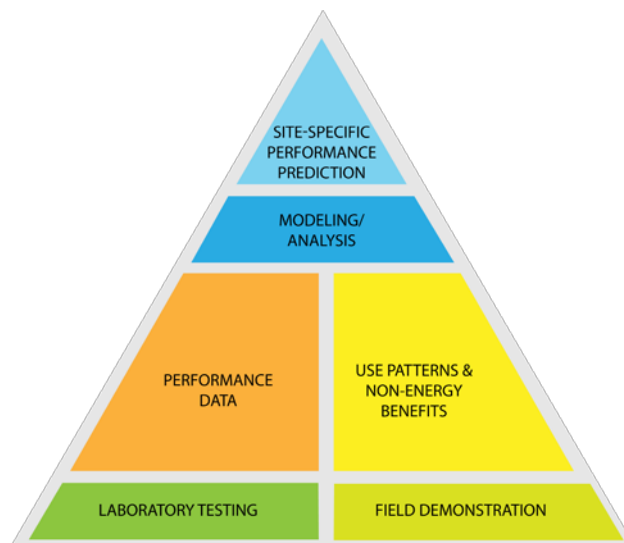 SITE-SPECIFIC
PERFORMANCE
PREDICTION
MODELING/
ANALYSIS
PERFORMANCE
DATA
USE PATTERNS &
NON-ENERGY
BENEFITS
LABORATORY TESTING
FIELD DEMONSTRATION